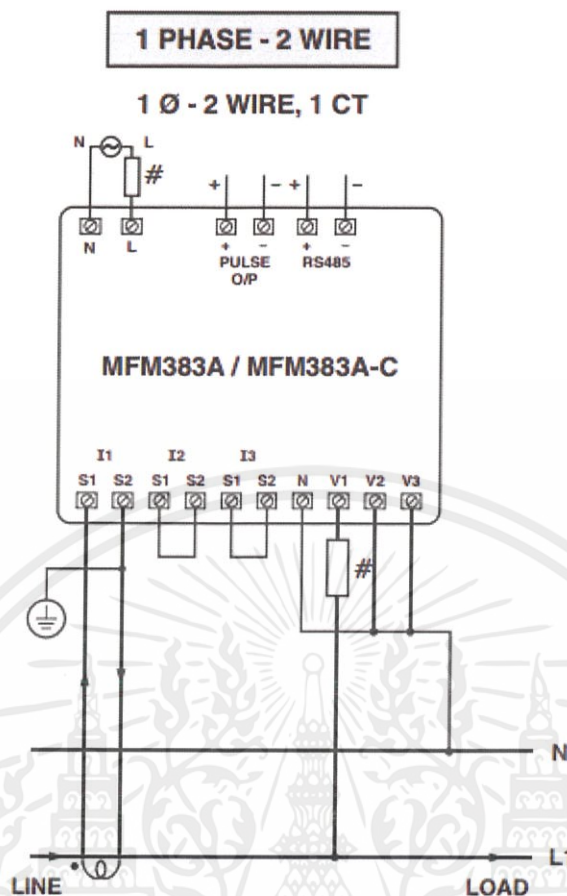 1 PHASE - 2 WIRE
1 Ø - 2 WIRE, 1 CT
N L
#
+ - + -
N L + - + -
PULSE O/P RS485
MFM383A / MFM383A-C
I1 I2 I3
S1 S2 S1 S2 S1 S2 N V1 V2 V3
#
N
L1
LINE LOAD